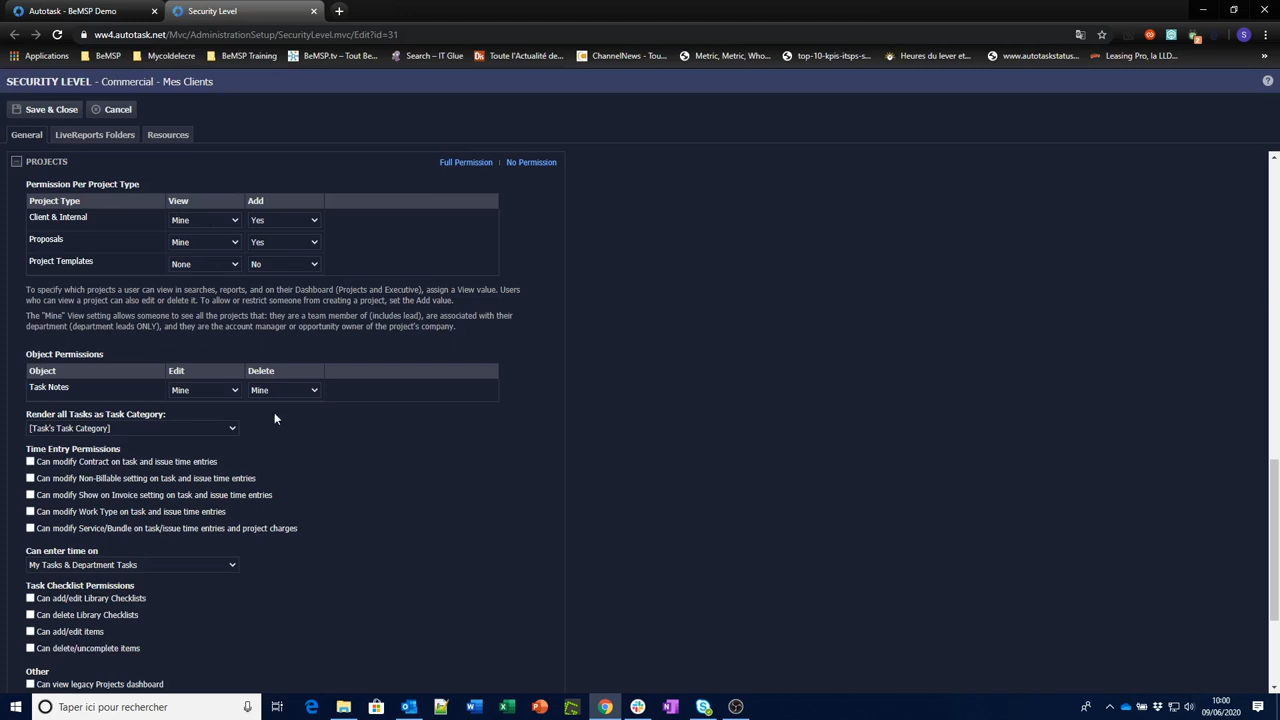 Autotask - BeMSP Demo
Security Level
ww4.autotask.net/Mvc/AdministrationSetup/SecurityLevel.mvc/Edit?id=31
Applications
BeMSP
Mycoldelcre
BeMSP Training
BeMSP.tv – Tout Be...
Search – IT Glue
Toute l'Actualité de...
ChannelNews - Tou...
Metric, Metric, Who...
top-10-kpis-itsps-s...
Heures du lever et...
www.autotaskstatus...
Leasing Pro, la LLD...
SECURITY LEVEL - Commercial - Mes Clients
Save & Close
Cancel
General
LiveReports Folders
Resources
PROJECTS
Full Permission | No Permission
Permission Per Project Type
Project Type View Add
Client & Internal Mine Yes
Proposals Mine Yes
Project Templates None No
To specify which projects a user can view in searches, reports, and on their Dashboard (Projects and Executive), assign a View value. Users
who can view a project can also edit or delete it. To allow or restrict someone from creating a project, set the Add value.
The "Mine" View setting allows someone to see all the projects that: they are a team member of (includes lead), are associated with their
department (department leads ONLY), and they are the account manager or opportunity owner of the project's company.
Object Permissions
Object Edit Delete
Task Notes Mine Mine
Render all Tasks as Task Category:
[Task's Task Category]
Time Entry Permissions
Can modify Contract on task and issue time entries
Can modify Non-Billable setting on task and issue time entries
Can modify Show on Invoice setting on task and issue time entries
Can modify Work Type on task and issue time entries
Can modify Service/Bundle on task/issue time entries and project charges
Can enter time on
My Tasks & Department Tasks
Task Checklist Permissions
Can add/edit Library Checklists
Can delete Library Checklists
Can add/edit items
Can delete/uncomplete items
Other
Can view legacy Projects dashboard
Taper ici pour rechercher
10:00
09/06/2020